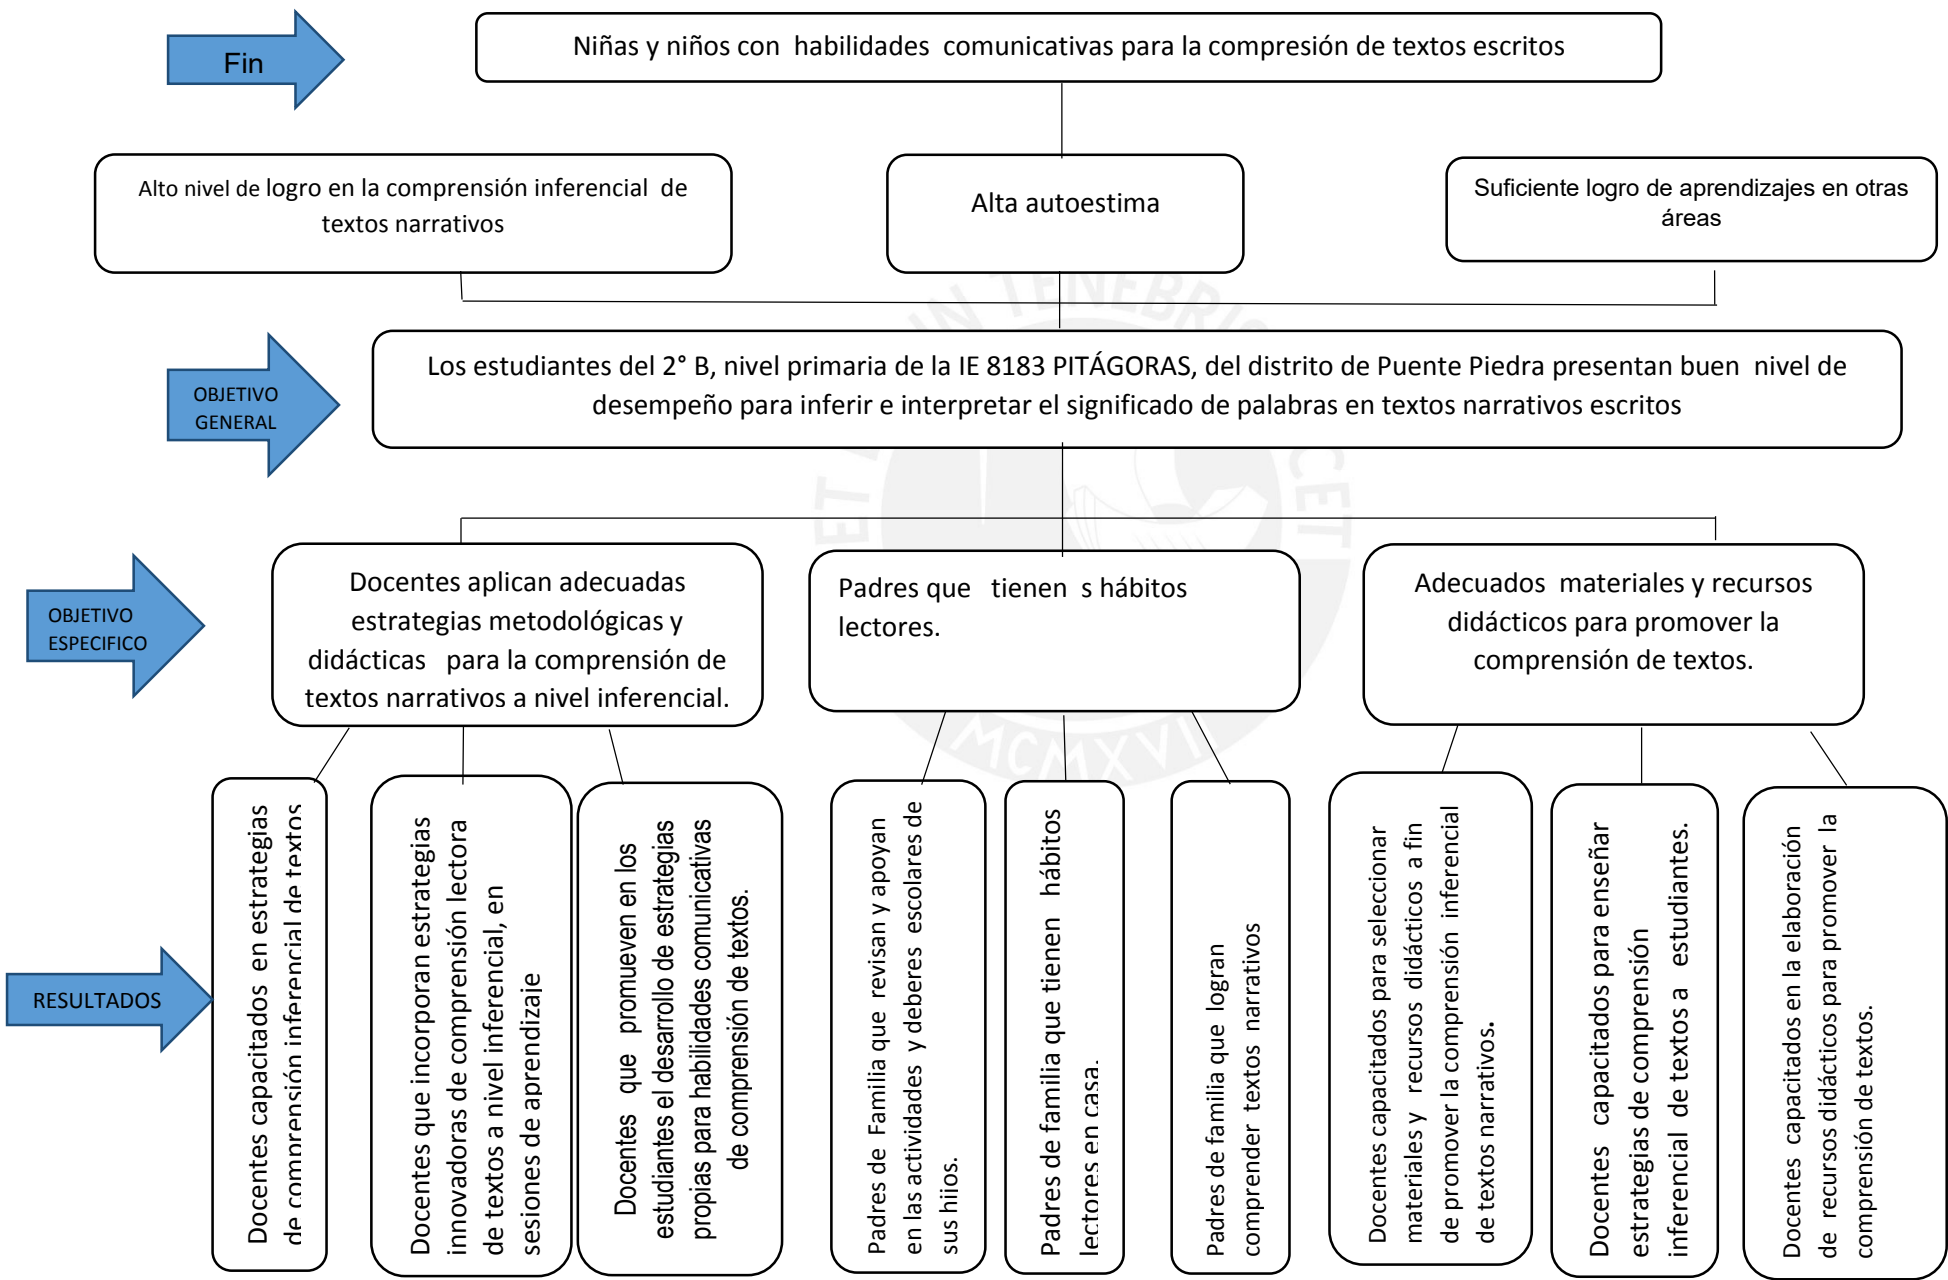 Fin
Niñas y niños con habilidades comunicativas para la compresión de textos escritos
Alto nivel de logro en la comprensión inferencial de
textos narrativos
Alta autoestima
Suficiente logro de aprendizajes en otras
áreas
OBJETIVO
GENERAL
Los estudiantes del 2° B, nivel primaria de la IE 8183 PITÁGORAS, del distrito de Puente Piedra presentan buen nivel de
desempeño para inferir e interpretar el significado de palabras en textos narrativos escritos
OBJETIVO
ESPECIFICO
Docentes aplican adecuadas
estrategias metodológicas y
didácticas para la comprensión de
textos narrativos a nivel inferencial.
Padres que tienen s hábitos
lectores.
Adecuados materiales y recursos
didácticos para promover la
comprensión de textos.
RESULTADOS
Docentes capacitados en estrategias
de comprensión inferencial de textos
Docentes que incorporan estrategias
innovadoras de comprensión lectora
de textos a nivel inferencial, en
sesiones de aprendizaje
Docentes que promueven en los
estudiantes el desarrollo de estrategias
propias para habilidades comunicativas
de comprensión de textos.
Padres de Familia que revisan y apoyan
en las actividades y deberes escolares de
sus hijos.
Padres de familia que tienen hábitos
lectores en casa.
Padres de familia que logran
comprender textos narrativos
Docentes capacitados para seleccionar
materiales y recursos didácticos a fin
de promover la comprensión inferencial
de textos narrativos.
Docentes capacitados para enseñar
estrategias de comprensión
inferencial de textos a estudiantes.
Docentes capacitados en la elaboración
de recursos didácticos para promover la
comprensión de textos.
MCMXVII